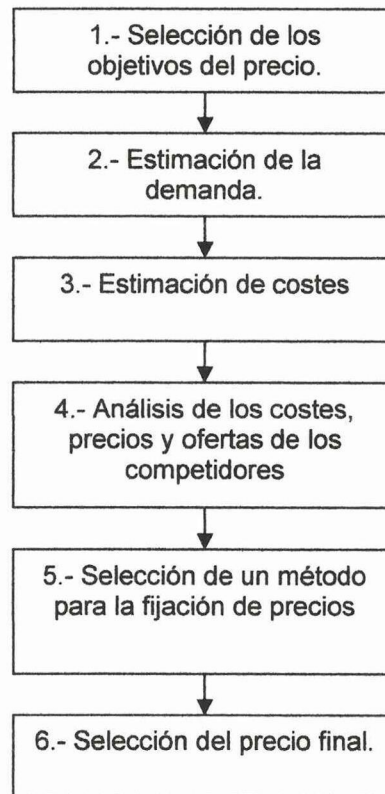 1.- Selección de los
objetivos del precio.
2.- Estimación de la
demanda.
3.- Estimación de costes
4.- Análisis de los costes,
precios y ofertas de los
competidores
5.- Selección de un método
para la fijación de precios
6.- Selección del precio final.